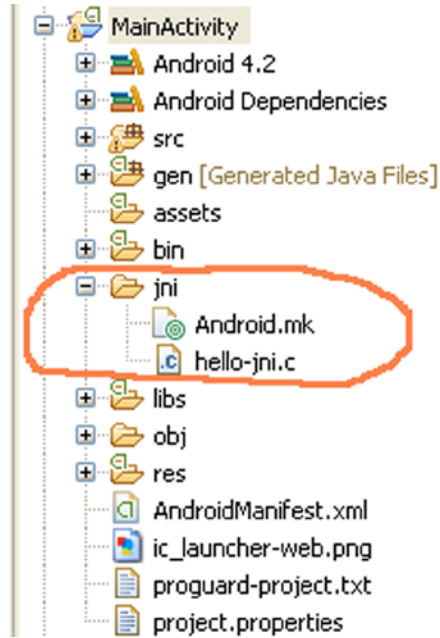 MainActivity
Android 4.2
Android Dependencies
src
gen [Generated Java Files]
assets
bin
jni
Android.mk
.c hello-jni.c
libs
obj
res
AndroidManifest.xml
ic_launcher-web.png
proguard-project.txt
project.properties